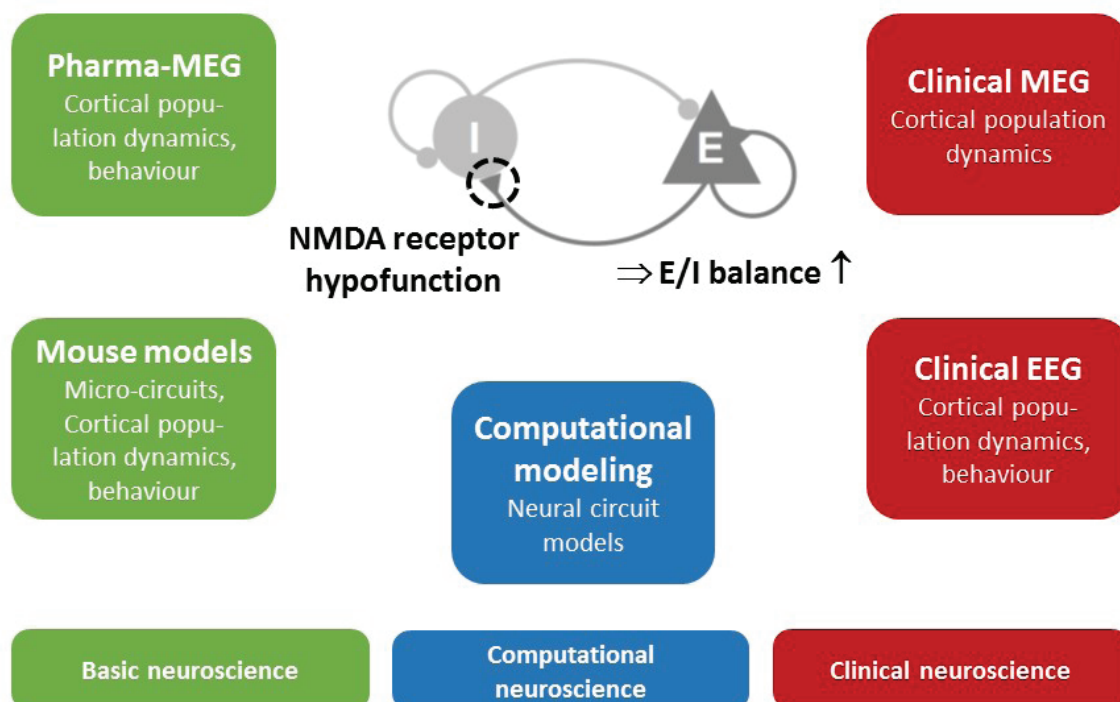 Pharma-MEG
Cortical popu-
lation dynamics,
behaviour
I
E
NMDA receptor
hypofunction
⇒ E/I balance ↑
Clinical MEG
Cortical population
dynamics
Mouse models
Micro-circuits,
Cortical popu-
lation dynamics,
behaviour
Computational
modeling
Neural circuit
models
Clinical EEG
Cortical popu-
lation dynamics,
behaviour
Basic neuroscience
Computational
neuroscience
Clinical neuroscience